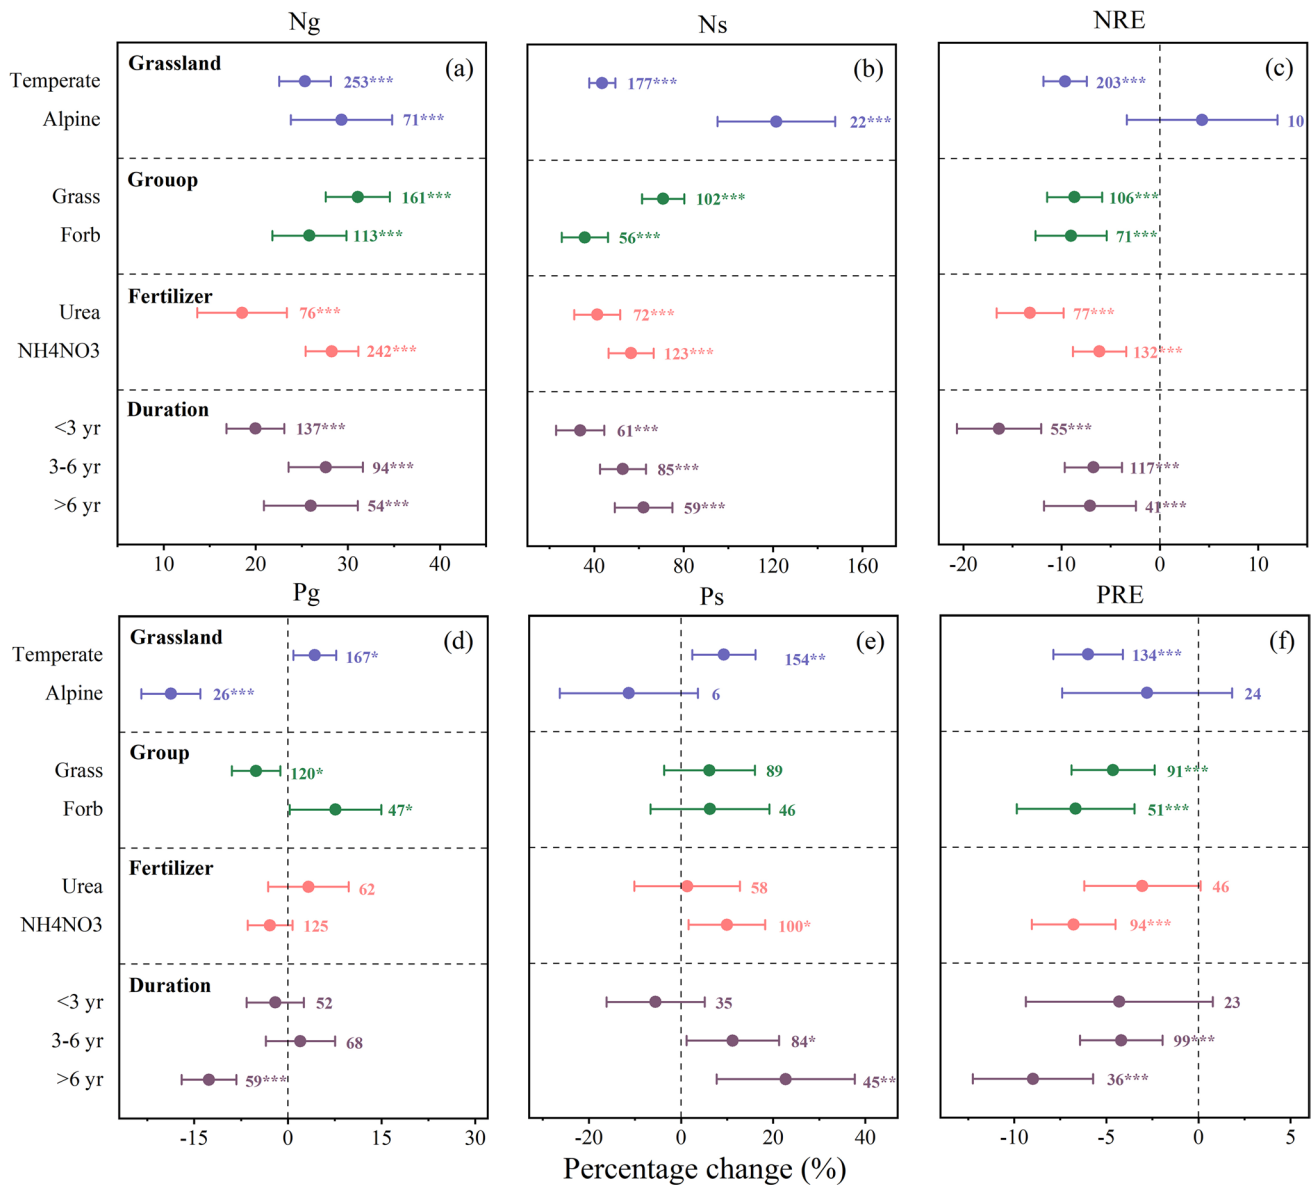 Ng Ns NRE
Grassland (a) (b) (c)
Temperate 253*** 177*** 203***
Alpine 71*** 22*** 10
Grouop
Grass 161*** 102*** 106***
Forb 113*** 56*** 71***
Fertilizer
Urea 76*** 72*** 77***
NH4NO3 242*** 123*** 132***
Duration
<3 yr 137*** 61*** 55***
3-6 yr 94*** 85*** 117***
>6 yr 54*** 59*** 41***
10 20 30 40 40 80 120 160 -20 -10 0 10
Pg Ps PRE
Grassland (d) (e) (f)
Temperate 167* 154** 134***
Alpine 26*** 6 24
Group
Grass 120* 89 91***
Forb 47* 46 51***
Fertilizer
Urea 62 58 46
NH4NO3 125 100* 94***
Duration
<3 yr 52 35 23
3-6 yr 68 84* 99***
>6 yr 59*** 45** 36***
-15 0 15 30 -20 0 20 40 -10 -5 0 5
Percentage change (%)